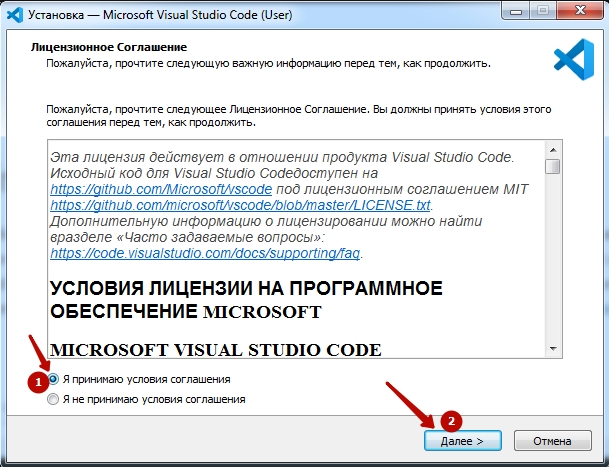 Установка — Microsoft Visual Studio Code (User)
Лицензионное Соглашение
Пожалуйста, прочтите следующую важную информацию перед тем, как продолжить.
Пожалуйста, прочтите следующее Лицензионное Соглашение. Вы должны принять условия этого
соглашения перед тем, как продолжить.
Эта лицензия действует в отношении продукта Visual Studio Code.
Исходный код для Visual Studio Codeдоступен на
https://github.com/Microsoft/vscode под лицензионным соглашением MIT
https://github.com/microsoft/vscode/blob/master/LICENSE.txt.
Дополнительную информацию о лицензировании можно найти
вразделе «Часто задаваемые вопросы»:
https://code.visualstudio.com/docs/supporting/faq.
УСЛОВИЯ ЛИЦЕНЗИИ НА ПРОГРАММНОЕ
ОБЕСПЕЧЕНИЕ MICROSOFT
MICROSOFT VISUAL STUDIO CODE
1
Я принимаю условия соглашения
Я не принимаю условия соглашения
2
Далее >
Отмена